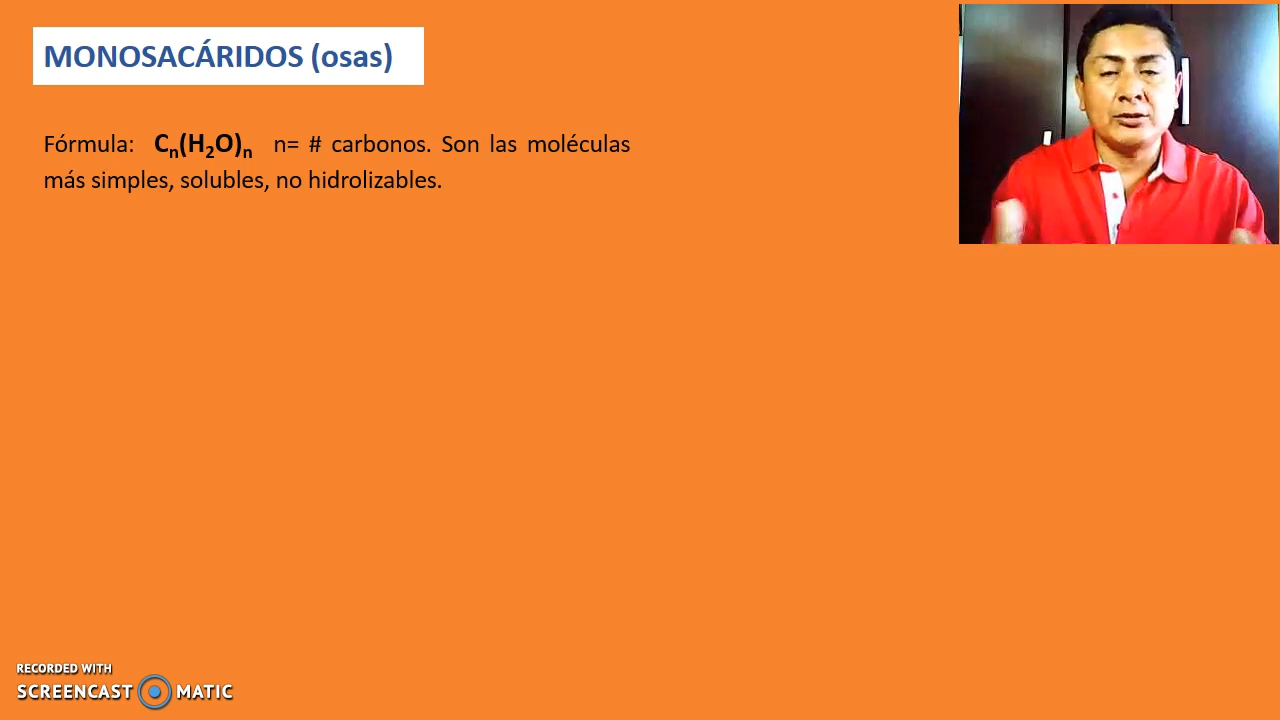 MONOSACÁRIDOS (osas)
Fórmula: Cn(H2O)n n= # carbonos. Son las moléculas
más simples, solubles, no hidrolizables.
RECORDED WITH
SCREENCAST MATIC